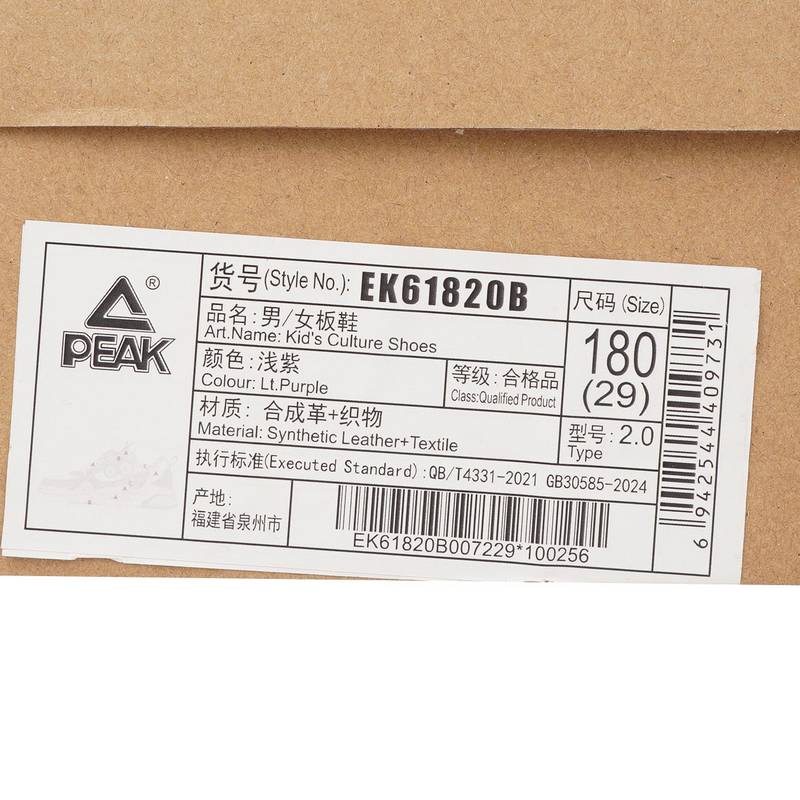 ®
PEAK
货号(Style No.): EK61820B
尺码(Size)
品名:男/女板鞋
Art.Name: Kid's Culture Shoes
180
(29)
颜色:浅紫
Colour: Lt.Purple
等级:合格品
Class:Qualified Product
材质: 合成革+织物
Material: Synthetic Leather+Textile
型号: 2.0
Type
执行标准(Executed Standard):QB/T4331-2021 GB30585-2024
产地:
福建省泉州市
EK61820B007229*100256
6 942544 409731